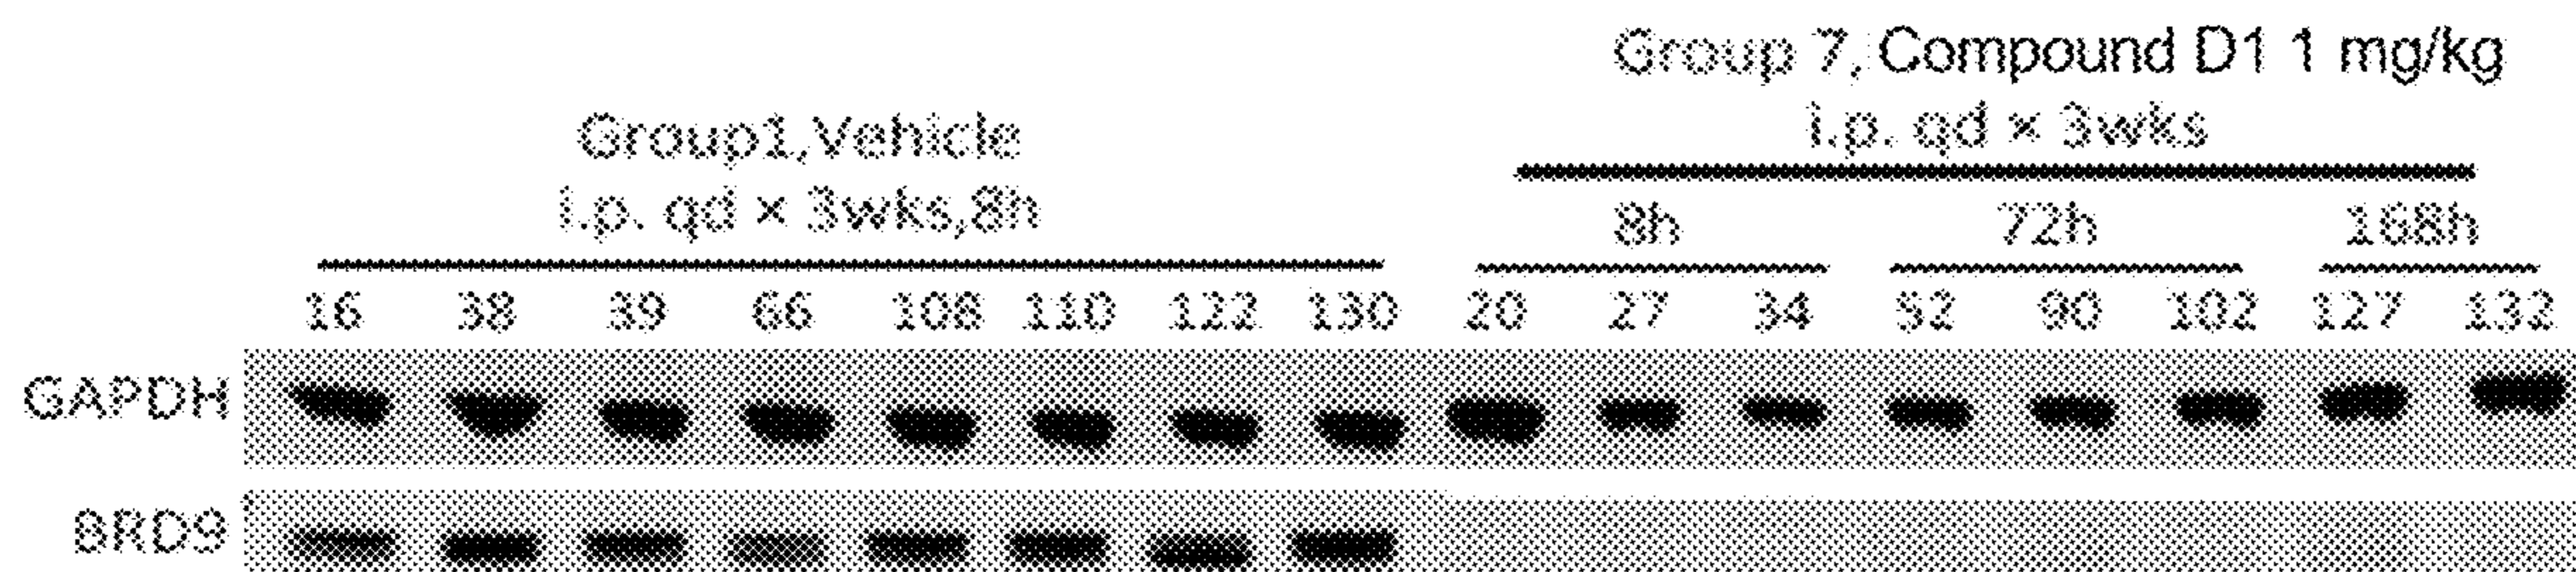 Group 7, Compound D1 1 mg/kg
i.p. qd × 3wks
Group1,Vehicle
i.p. qd × 3wks,8h
8h 72h 168h
16 38 39 66 108 110 122 130 20 27 34 52 90 102 127 132
GAPDH
BRD9